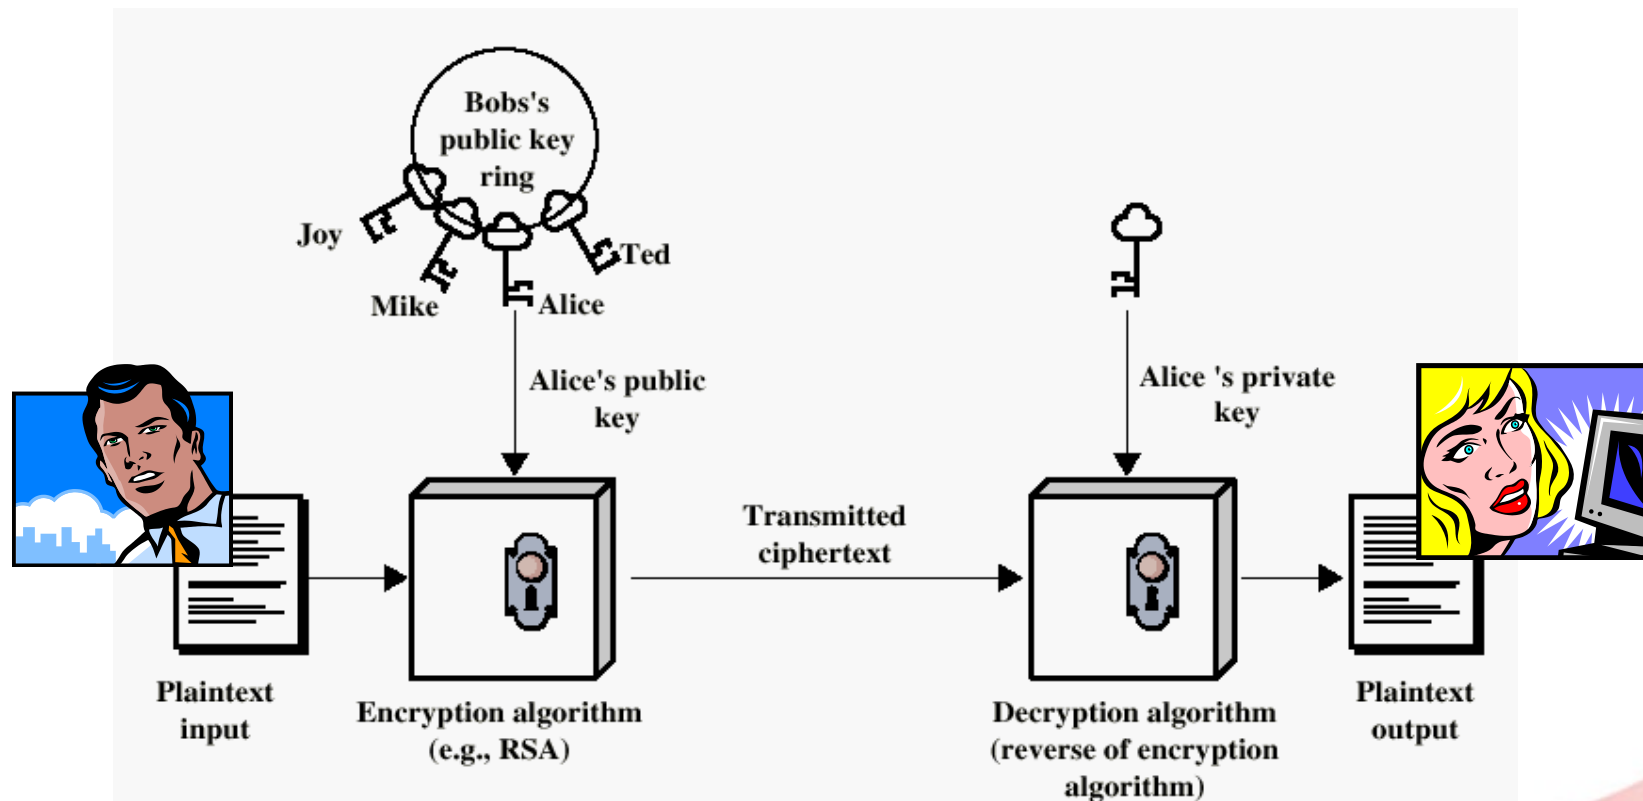 Bobs's
public key
ring
Joy
Ted
Mike
Alice
Alice's public
key
Alice 's private
key
Transmitted
ciphertext
Plaintext
input
Encryption algorithm
(e.g., RSA)
Decryption algorithm
(reverse of encryption
algorithm)
Plaintext
output